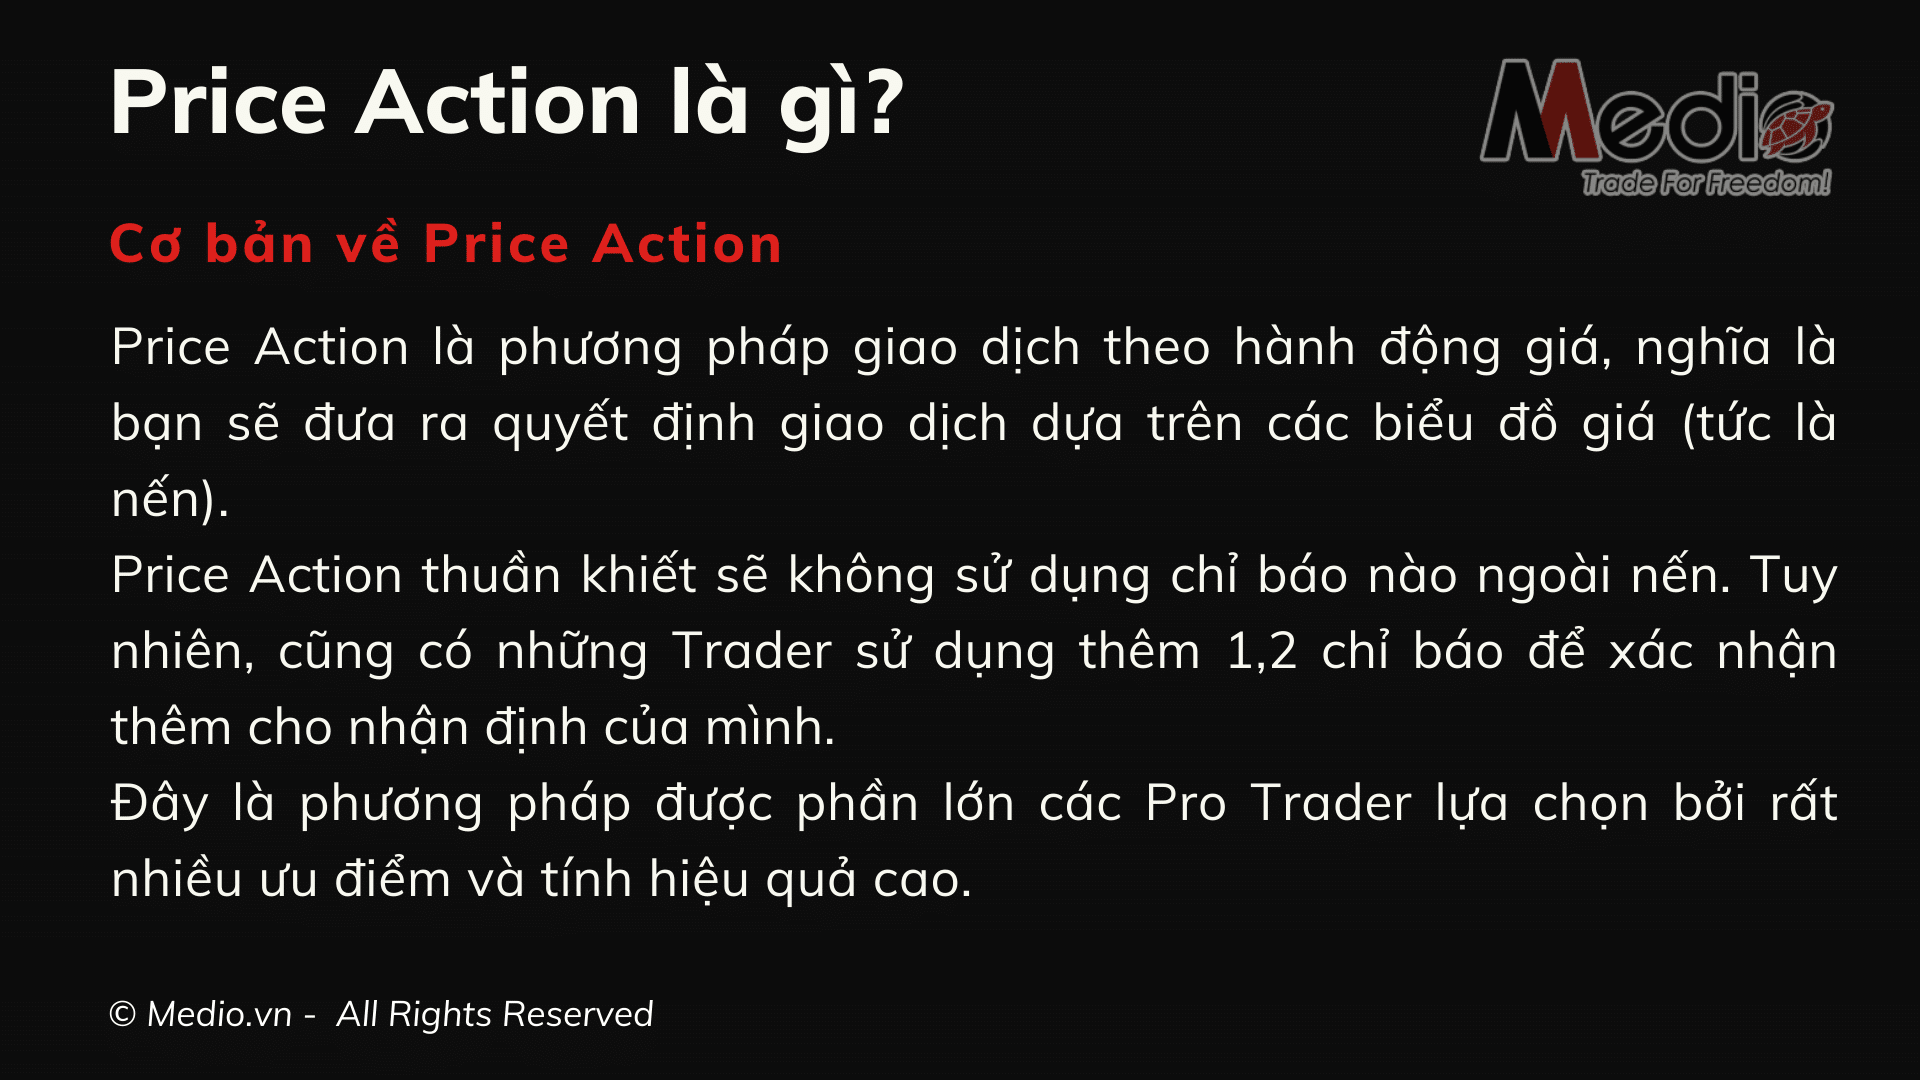 Price Action là gì?
Medio
Trade For Freedom!
Cơ bản về Price Action
Price Action là phương pháp giao dịch theo hành động giá, nghĩa là
bạn sẽ đưa ra quyết định giao dịch dựa trên các biểu đồ giá (tức là
nến).
Price Action thuần khiết sẽ không sử dụng chỉ báo nào ngoài nến. Tuy
nhiên, cũng có những Trader sử dụng thêm 1,2 chỉ báo để xác nhận
thêm cho nhận định của mình.
Đây là phương pháp được phần lớn các Pro Trader lựa chọn bởi rất
nhiều ưu điểm và tính hiệu quả cao.
© Medio.vn - All Rights Reserved